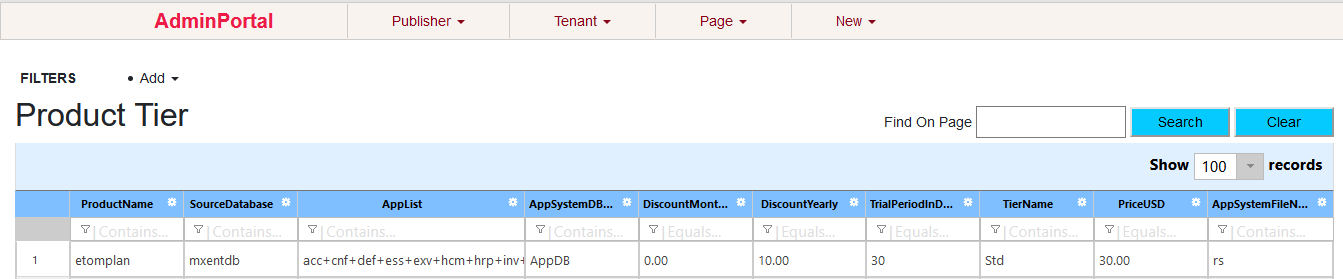 AdminPortal Publisher Tenant Page New
FILTERS • Add
Product Tier
Find On Page Search Clear
Show 100 records
ProductName SourceDatabase AppList AppSystemDB... DiscountMont... DiscountYearly TrialPeriodInD... TierName PriceUSD AppSystemFileN...
Contains... Contains... Contains... Contains... Equals... Equals... Equals... Contains... Equals... Contains...
1 etomplan mxentdb acc+cnf+def+ess+exv+hcm+hrp+inv+ AppDB 0.00 10.00 30 Std 30.00 rs